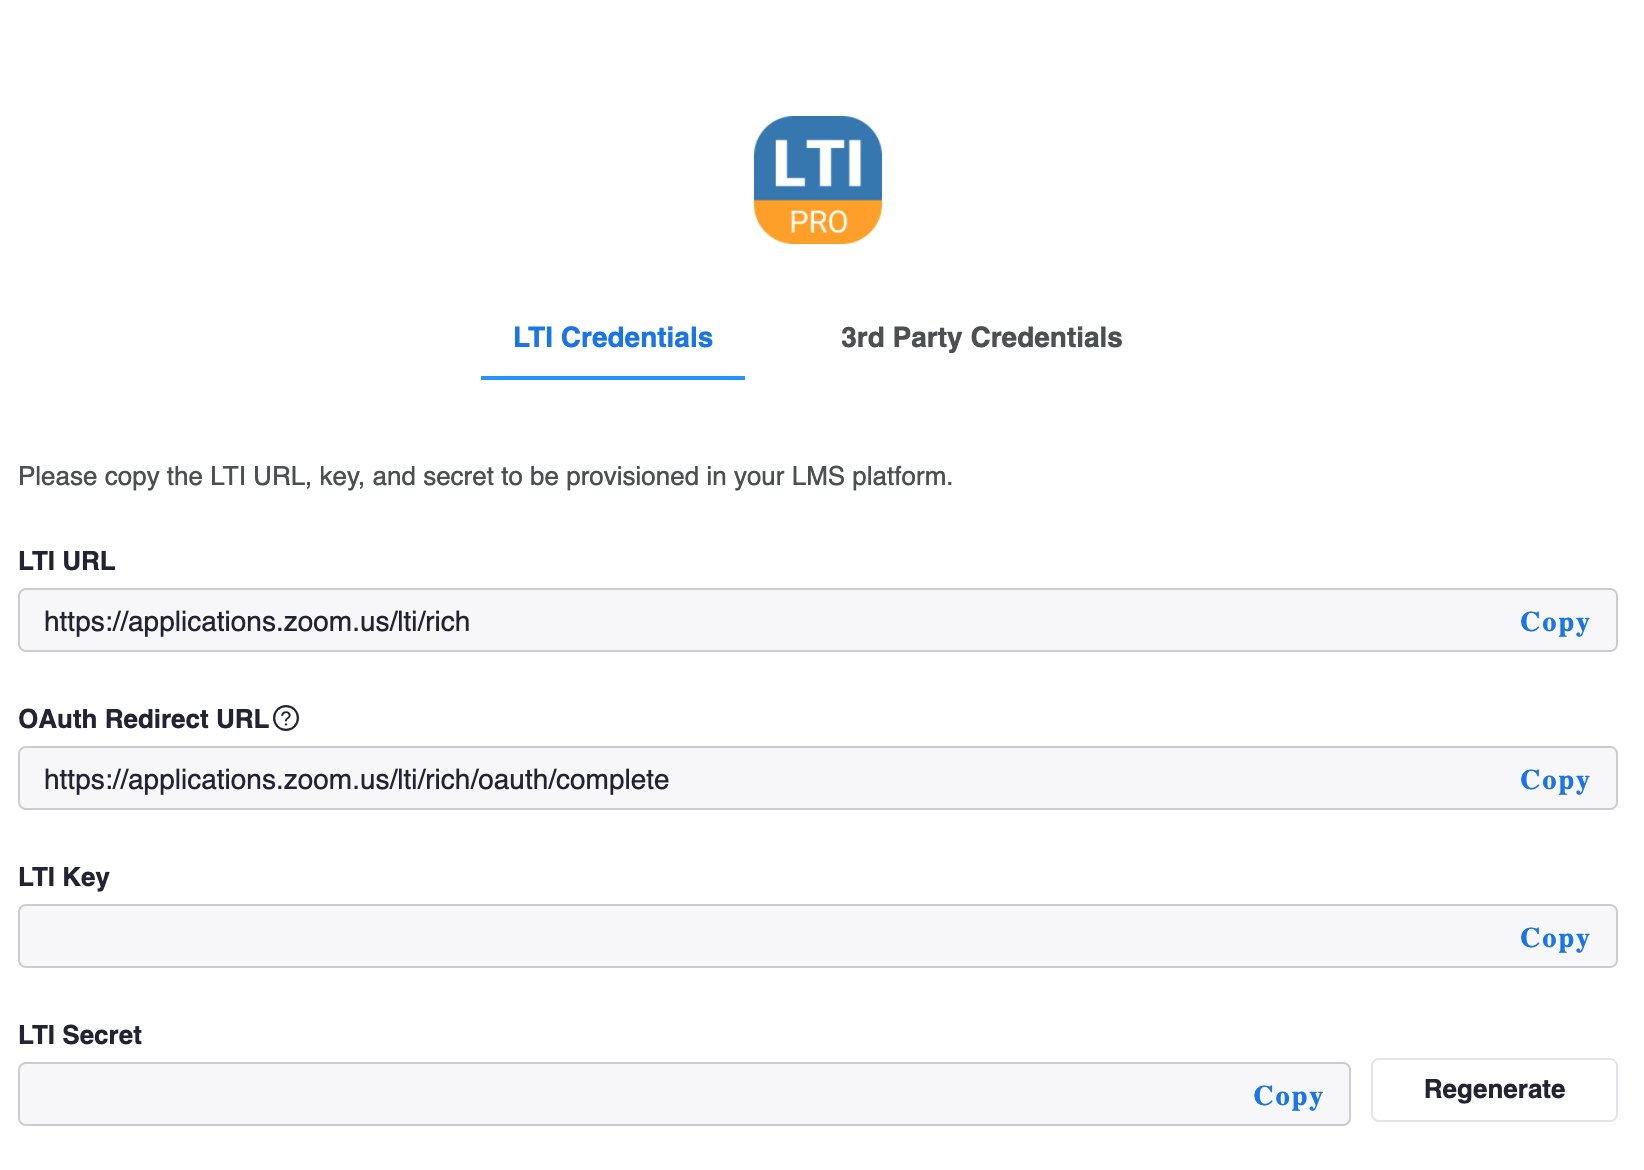 LTI
PRO
LTI Credentials
3rd Party Credentials
Please copy the LTI URL, key, and secret to be provisioned in your LMS platform.
LTI URL
https://applications.zoom.us/lti/rich Copy
OAuth Redirect URL ?
https://applications.zoom.us/lti/rich/oauth/complete Copy
LTI Key
Copy
LTI Secret
Copy
Regenerate